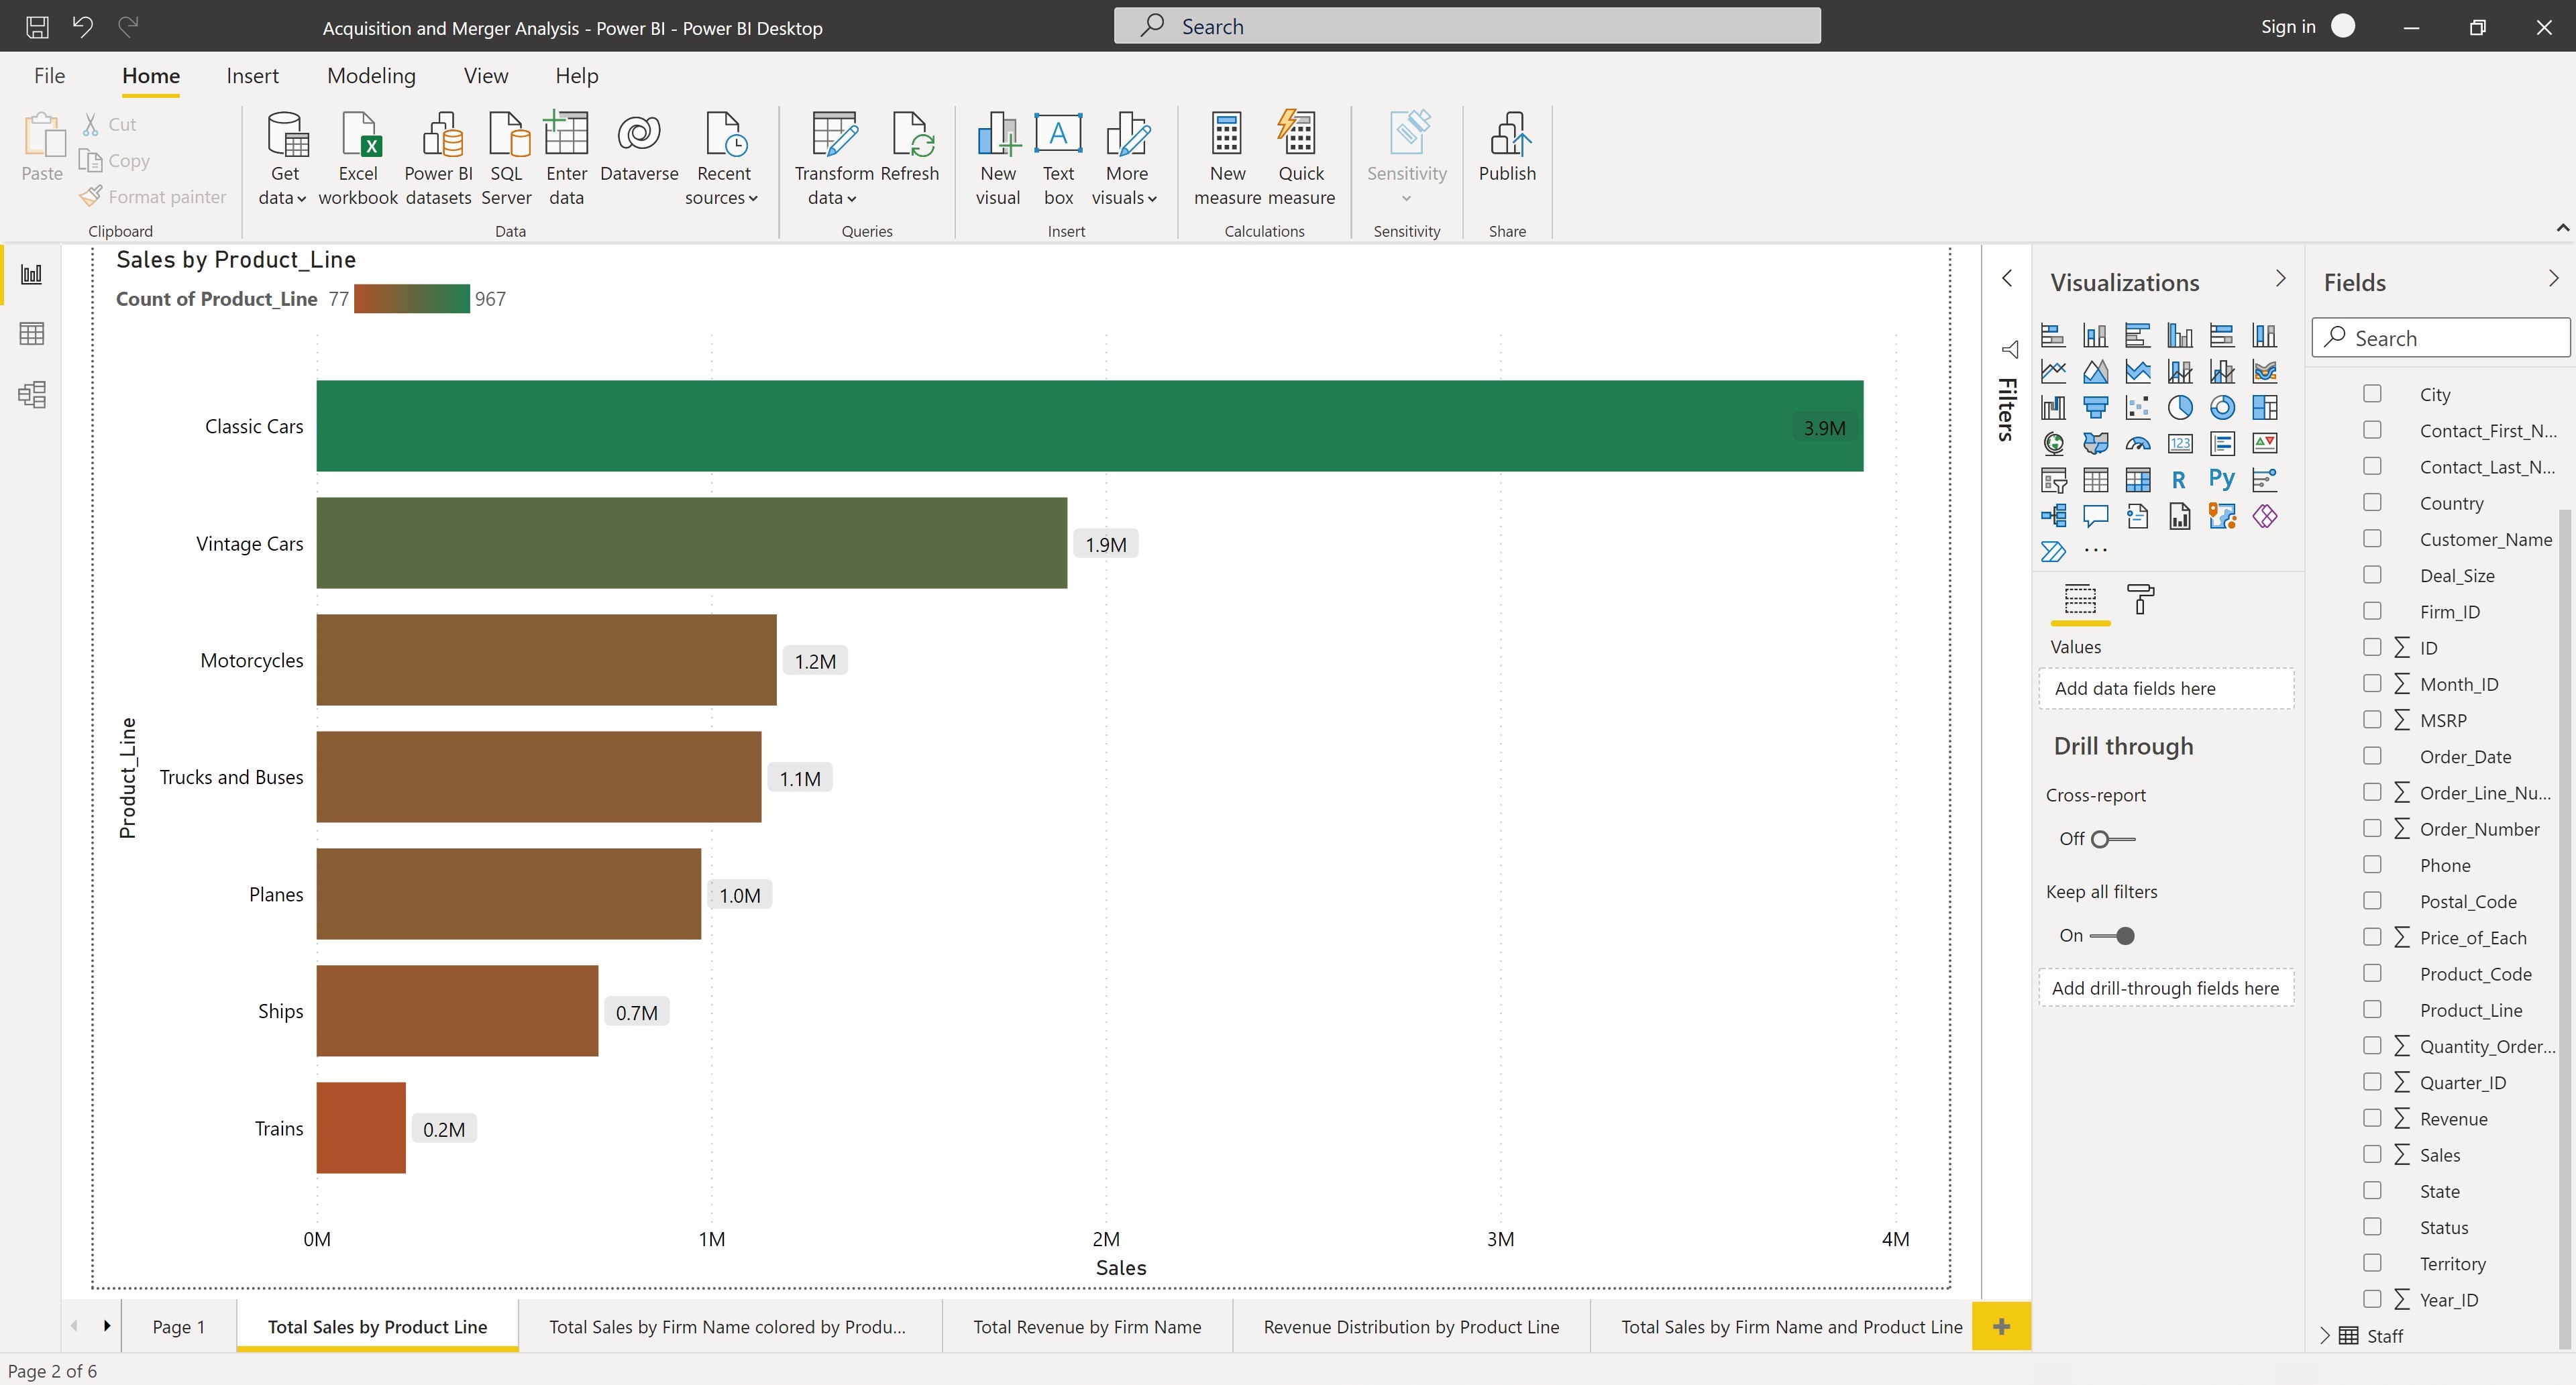 Acquisition and Merger Analysis - Power BI - Power BI Desktop
Search
Sign in
File Home Insert Modeling View Help
Paste
Cut
Copy
Format painter
Clipboard
Get data
Excel workbook
Power BI datasets
SQL Server
Enter data
Dataverse
Recent sources
Data
Transform data
Refresh
Queries
New visual
Text box
More visuals
Insert
New measure
Quick measure
Calculations
Sensitivity
Sensitivity
Publish
Share
Sales by Product_Line
Count of Product_Line 77 967
Product_Line
Classic Cars 3.9M
Vintage Cars 1.9M
Motorcycles 1.2M
Trucks and Buses 1.1M
Planes 1.0M
Ships 0.7M
Trains 0.2M
0M 1M 2M 3M 4M
Sales
Filters
Visualizations
123
R
Py
Values
Add data fields here
Drill through
Cross-report
Off
Keep all filters
On
Add drill-through fields here
Fields
Search
City
Contact_First_N...
Contact_Last_N...
Country
Customer_Name
Deal_Size
Firm_ID
∑ ID
∑ Month_ID
∑ MSRP
Order_Date
∑ Order_Line_Nu...
∑ Order_Number
Phone
Postal_Code
∑ Price_of_Each
Product_Code
Product_Line
∑ Quantity_Order...
∑ Quarter_ID
∑ Revenue
∑ Sales
State
Status
Territory
∑ Year_ID
Staff
Page 1
Total Sales by Product Line
Total Sales by Firm Name colored by Produ...
Total Revenue by Firm Name
Revenue Distribution by Product Line
Total Sales by Firm Name and Product Line
Page 2 of 6